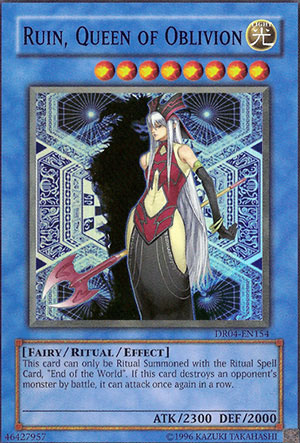 RUIN, QUEEN OF OBLIVION
LIGHT
光
DR04-EN154
[FAIRY/RITUAL/EFFECT]
This card can only be Ritual Summoned with the Ritual Spell
Card, "End of the World". If this card destroys an opponent's
monster by battle, it can attack once again in a row.
ATK/2300 DEF/2000
46427957
©1996 KAZUKI TAKAHASHI